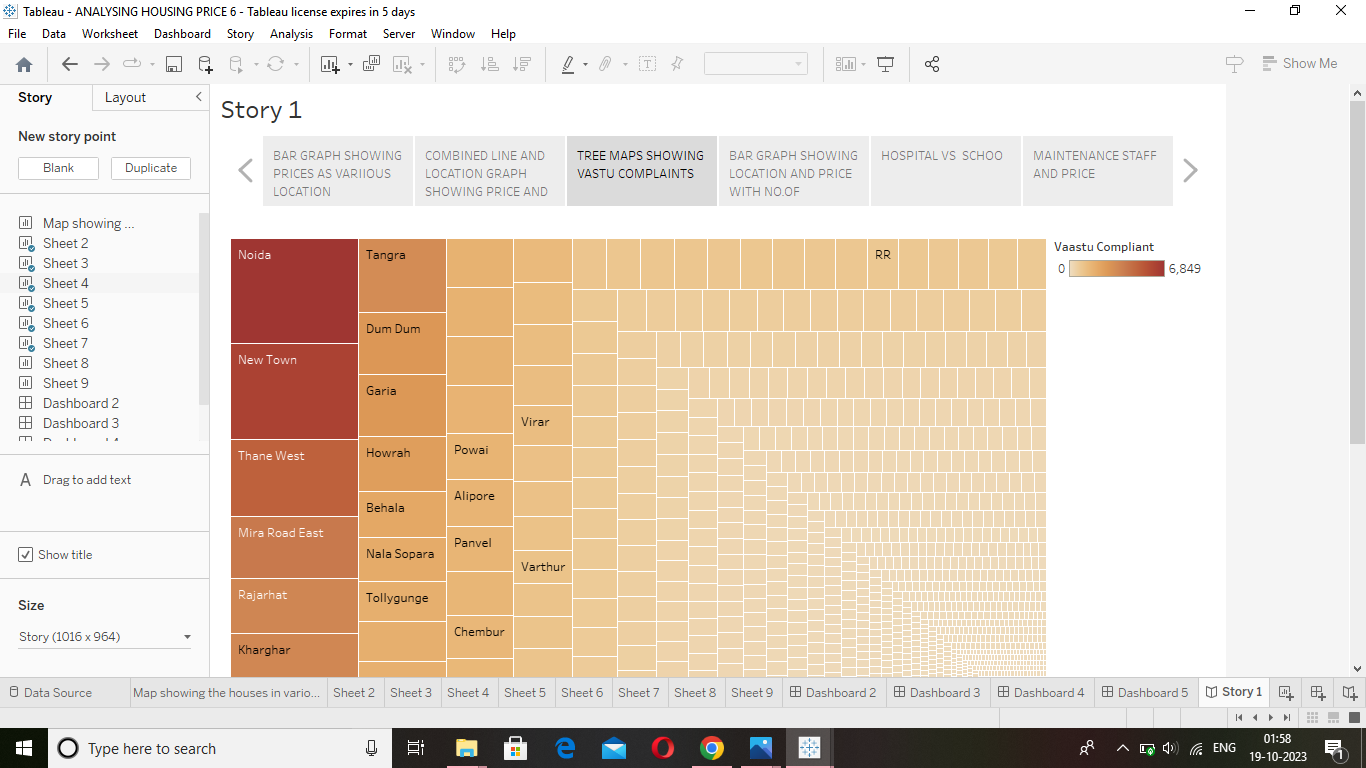 Tableau - ANALYSING HOUSING PRICE 6 - Tableau license expires in 5 days
File Data Worksheet Dashboard Story Analysis Format Server Window Help
Show Me
Story Layout
New story point
Blank Duplicate
Map showing ...
Sheet 2
Sheet 3
Sheet 4
Sheet 5
Sheet 6
Sheet 7
Sheet 8
Sheet 9
Dashboard 2
Dashboard 3
A Drag to add text
Show title
Size
Story (1016 x 964)
Story 1
BAR GRAPH SHOWING
PRICES AS VARIIOUS
LOCATION
COMBINED LINE AND
LOCATION GRAPH
SHOWING PRICE AND
TREE MAPS SHOWING
VASTU COMPLAINTS
BAR GRAPH SHOWING
LOCATION AND PRICE
WITH NO.OF
HOSPITAL VS  SCHOO
MAINTENANCE STAFF
AND PRICE
Noida
New Town
Thane West
Mira Road East
Rajarhat
Kharghar
Tangra
Dum Dum
Garia
Howrah
Behala
Nala Sopara
Tollygunge
Powai
Alipore
Panvel
Chembur
Virar
Varthur
RR
Vaastu Compliant
0 6,849
Data Source Map showing the houses in vario... Sheet 2 Sheet 3 Sheet 4 Sheet 5 Sheet 6 Sheet 7 Sheet 8 Sheet 9 Dashboard 2 Dashboard 3 Dashboard 4 Dashboard 5 Story 1
Type here to search
ENG
01:58
19-10-2023
1